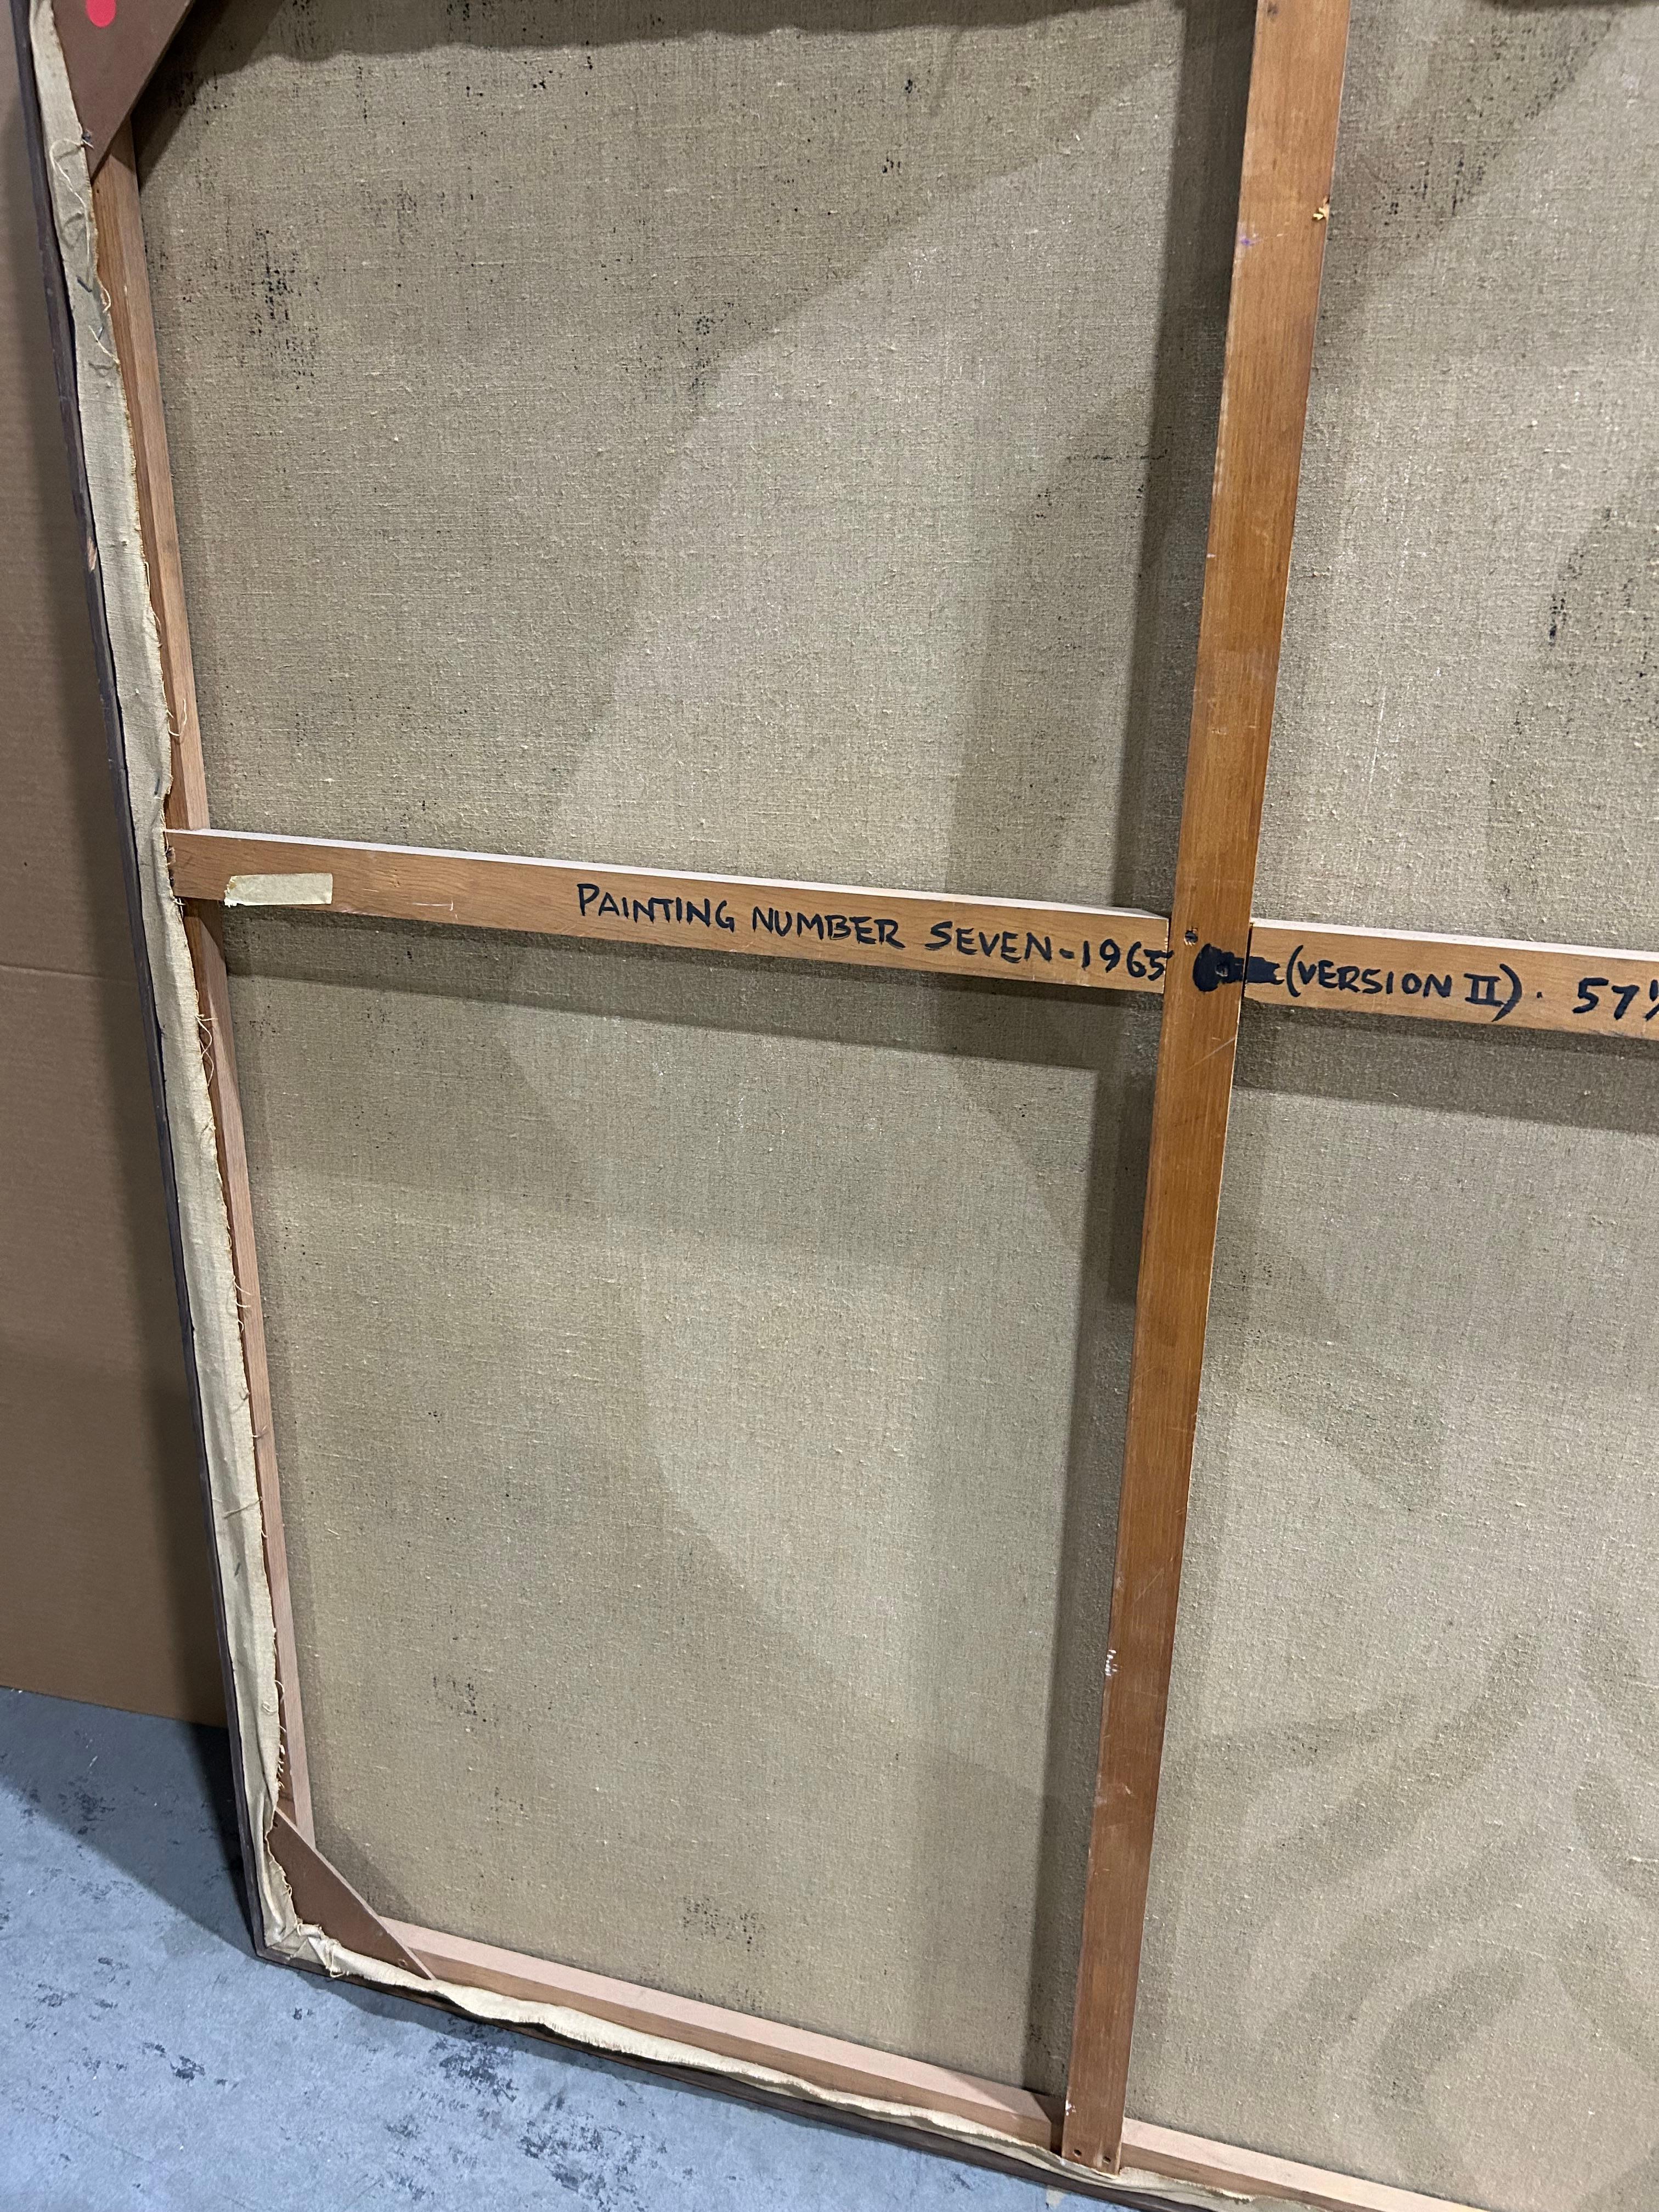 PAINTING NUMBER SEVEN-1965 (VERSION II). 57